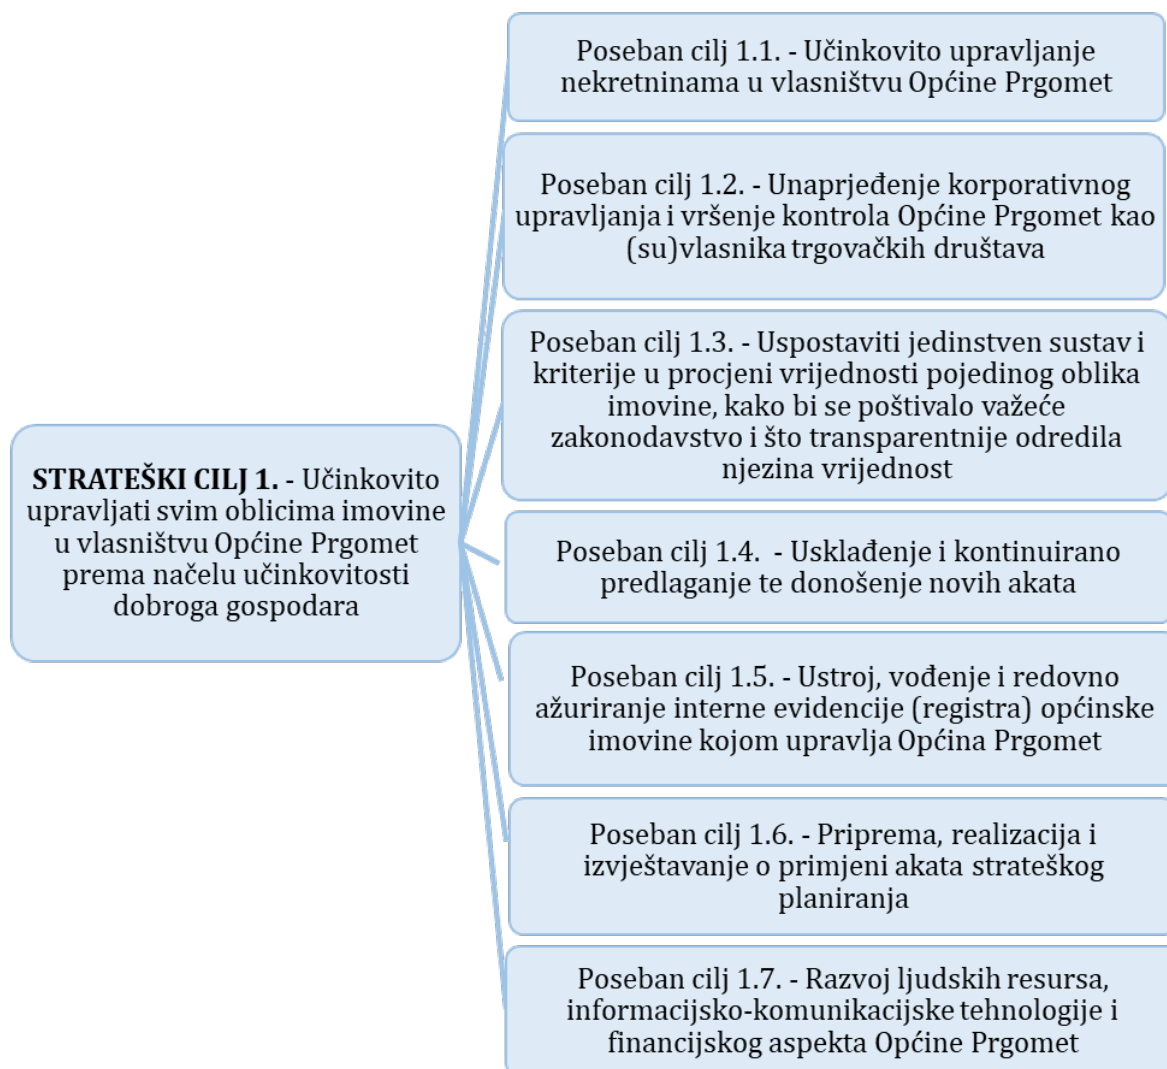 STRATEŠKI CILJ 1. - Učinkovito
upravljati svim oblicima imovine
u vlasništvu Općine Prgomet
prema načelu učinkovitosti
dobroga gospodara
Poseban cilj 1.1. - Učinkovito upravljanje
nekretninama u vlasništvu Općine Prgomet
Poseban cilj 1.2. - Unaprjeđenje korporativnog
upravljanja i vršenje kontrola Općine Prgomet kao
(su)vlasnika trgovačkih društava
Poseban cilj 1.3. - Uspostaviti jedinstven sustav i
kriterije u procjeni vrijednosti pojedinog oblika
imovine, kako bi se poštivalo važeće
zakonodavstvo i što transparentnije odredila
njezina vrijednost
Poseban cilj 1.4. - Usklađenje i kontinuirano
predlaganje te donošenje novih akata
Poseban cilj 1.5. - Ustroj, vođenje i redovno
ažuriranje interne evidencije (registra) općinske
imovine kojom upravlja Općina Prgomet
Poseban cilj 1.6. - Priprema, realizacija i
izvještavanje o primjeni akata strateškog
planiranja
Poseban cilj 1.7. - Razvoj ljudskih resursa,
informacijsko-komunikacijske tehnologije i
financijskog aspekta Općine Prgomet